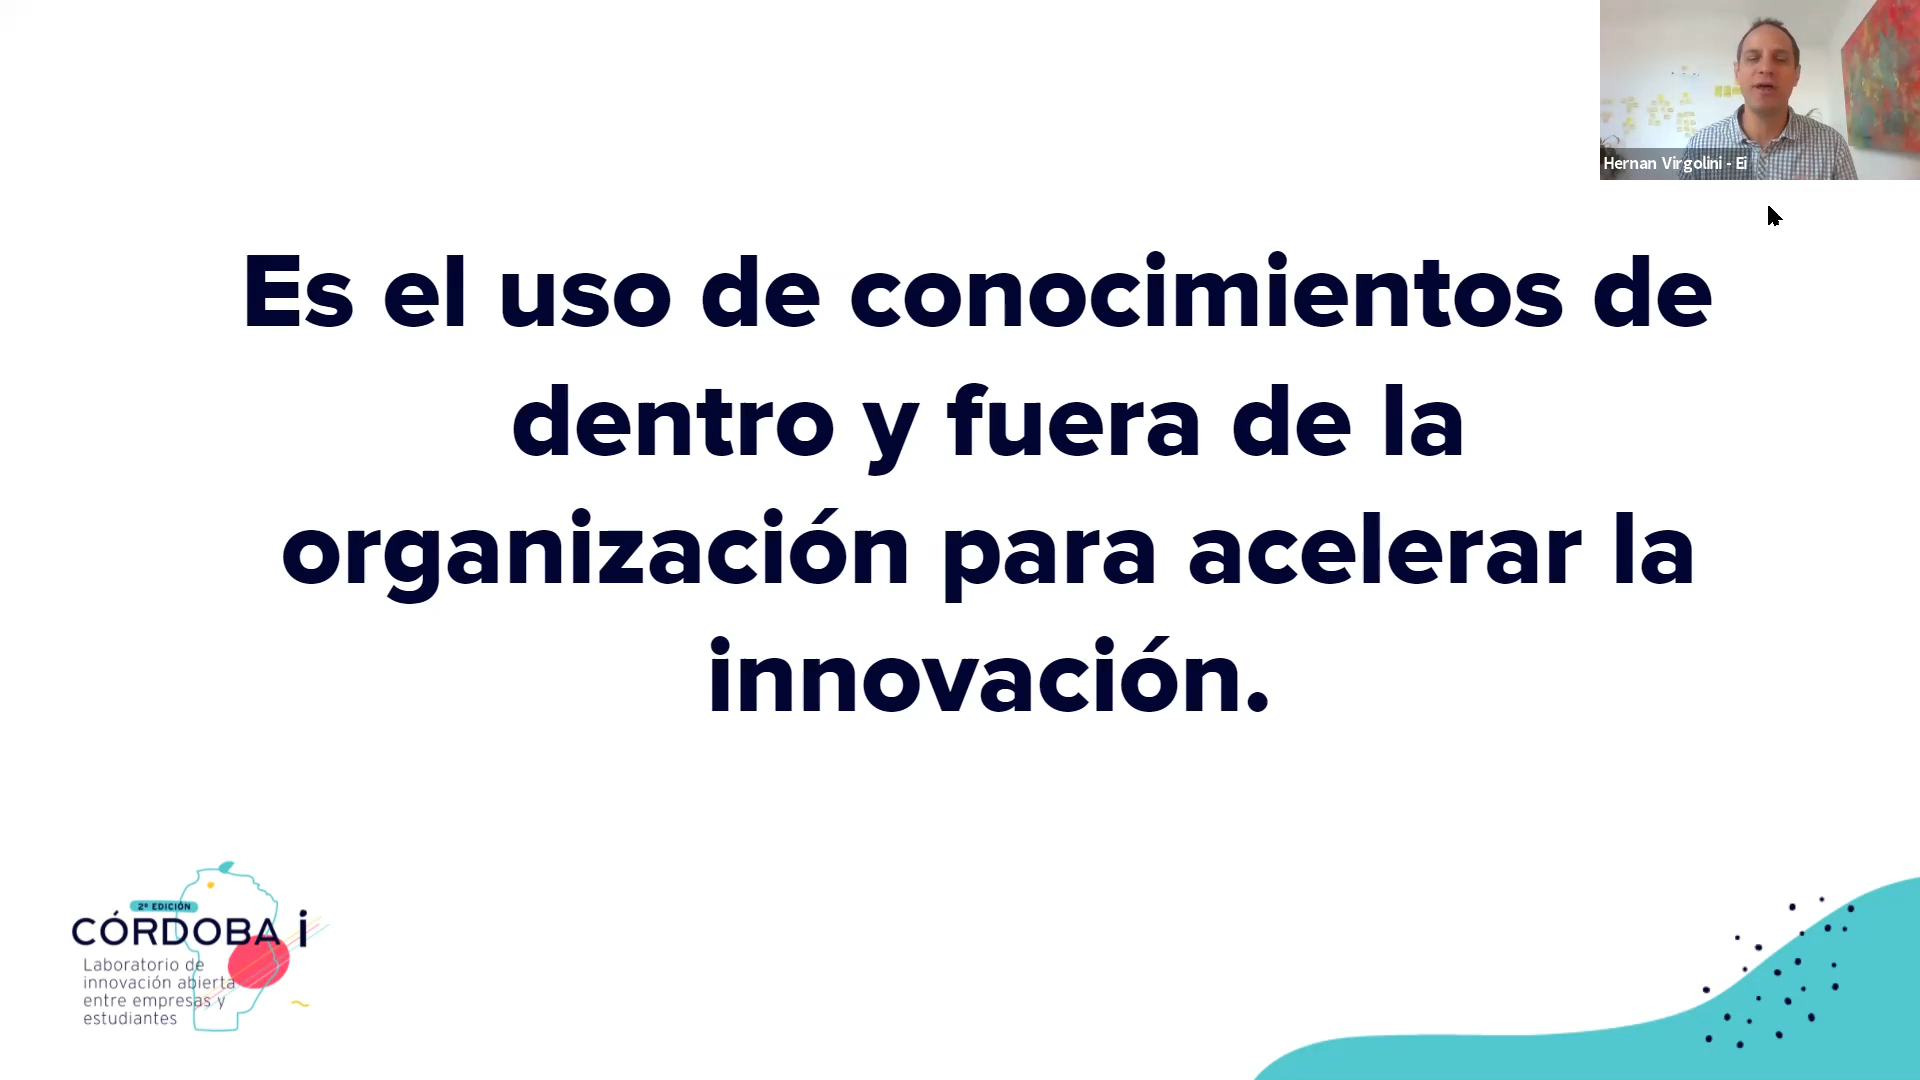 Hernan Virgolini - Ei
Es el uso de conocimientos de
dentro y fuera de la
organización para acelerar la
innovación.
2ª EDICIÓN
CÓRDOBA i
Laboratorio de
innovación abierta
entre empresas y
estudiantes